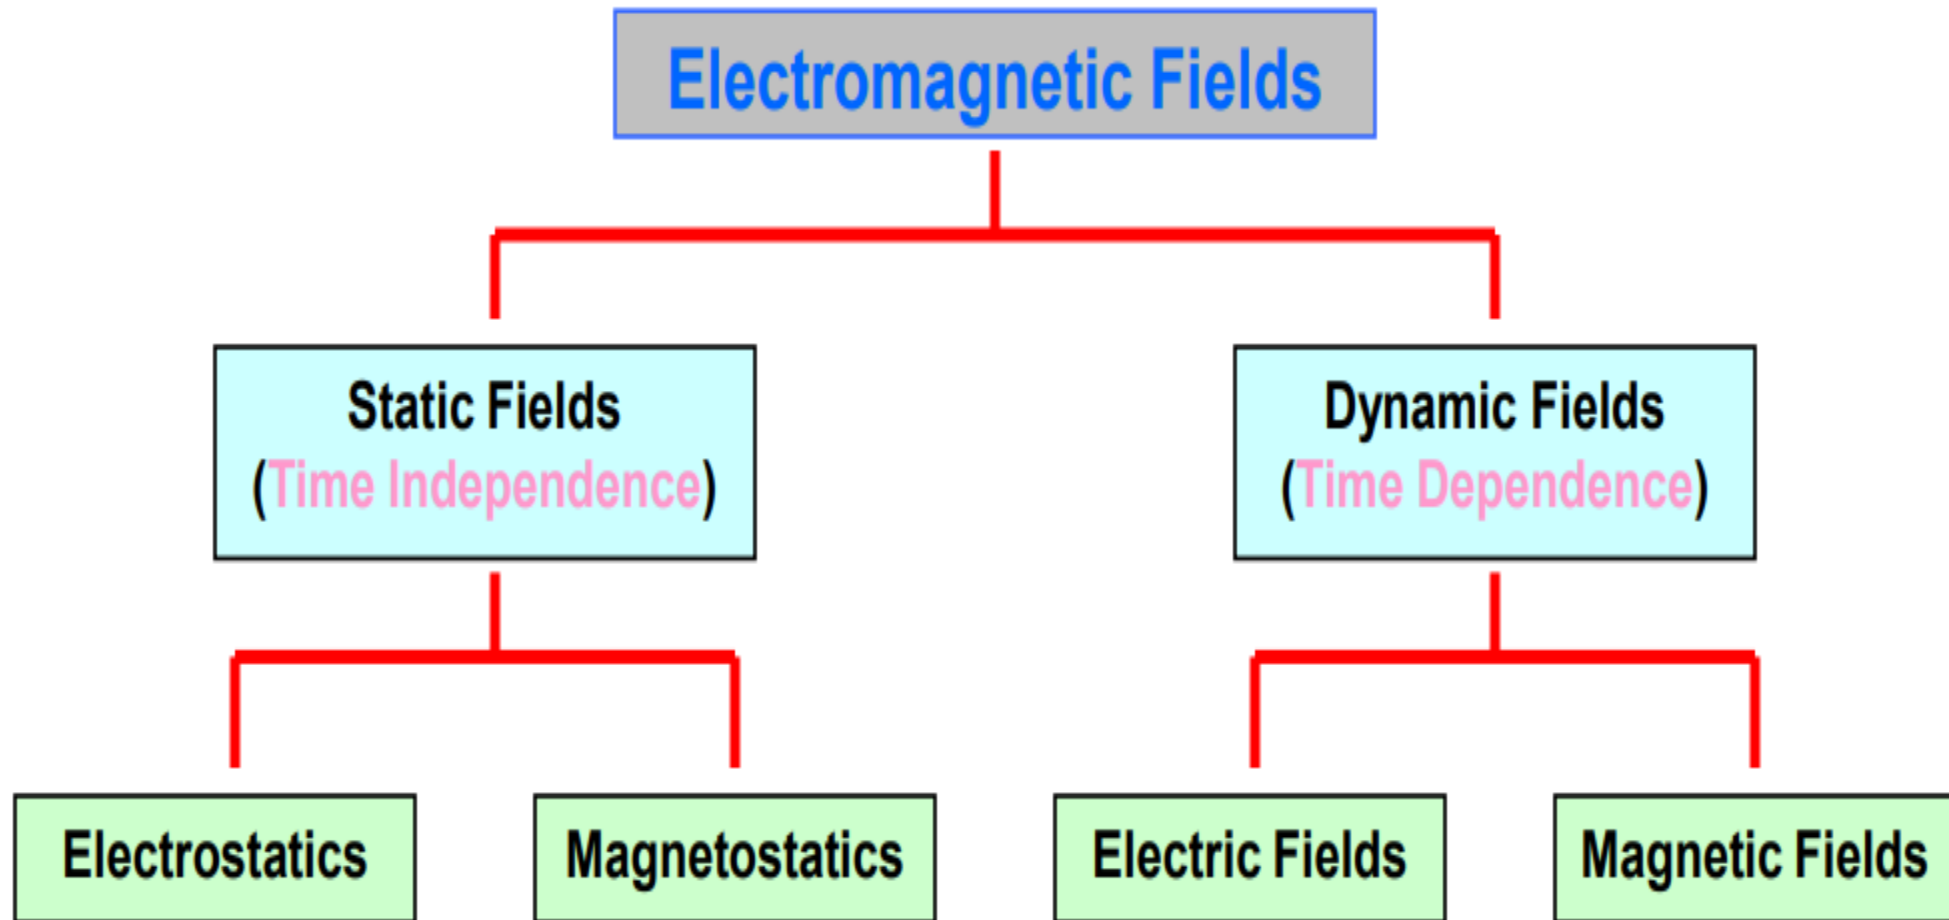 Electromagnetic Fields
Static Fields
(Time Independence)
Dynamic Fields
(Time Dependence)
Electrostatics
Magnetostatics
Electric Fields
Magnetic Fields